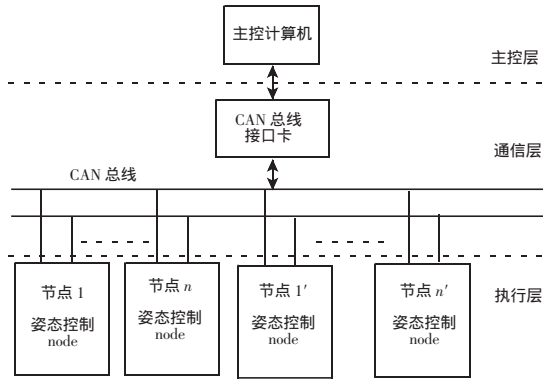 主控计算机
主控层
CAN 总线
接口卡
通信层
CAN 总线
节点 1
姿态控制
node
节点 n
姿态控制
node
节点 1′
姿态控制
node
节点 n′
姿态控制
node
执行层